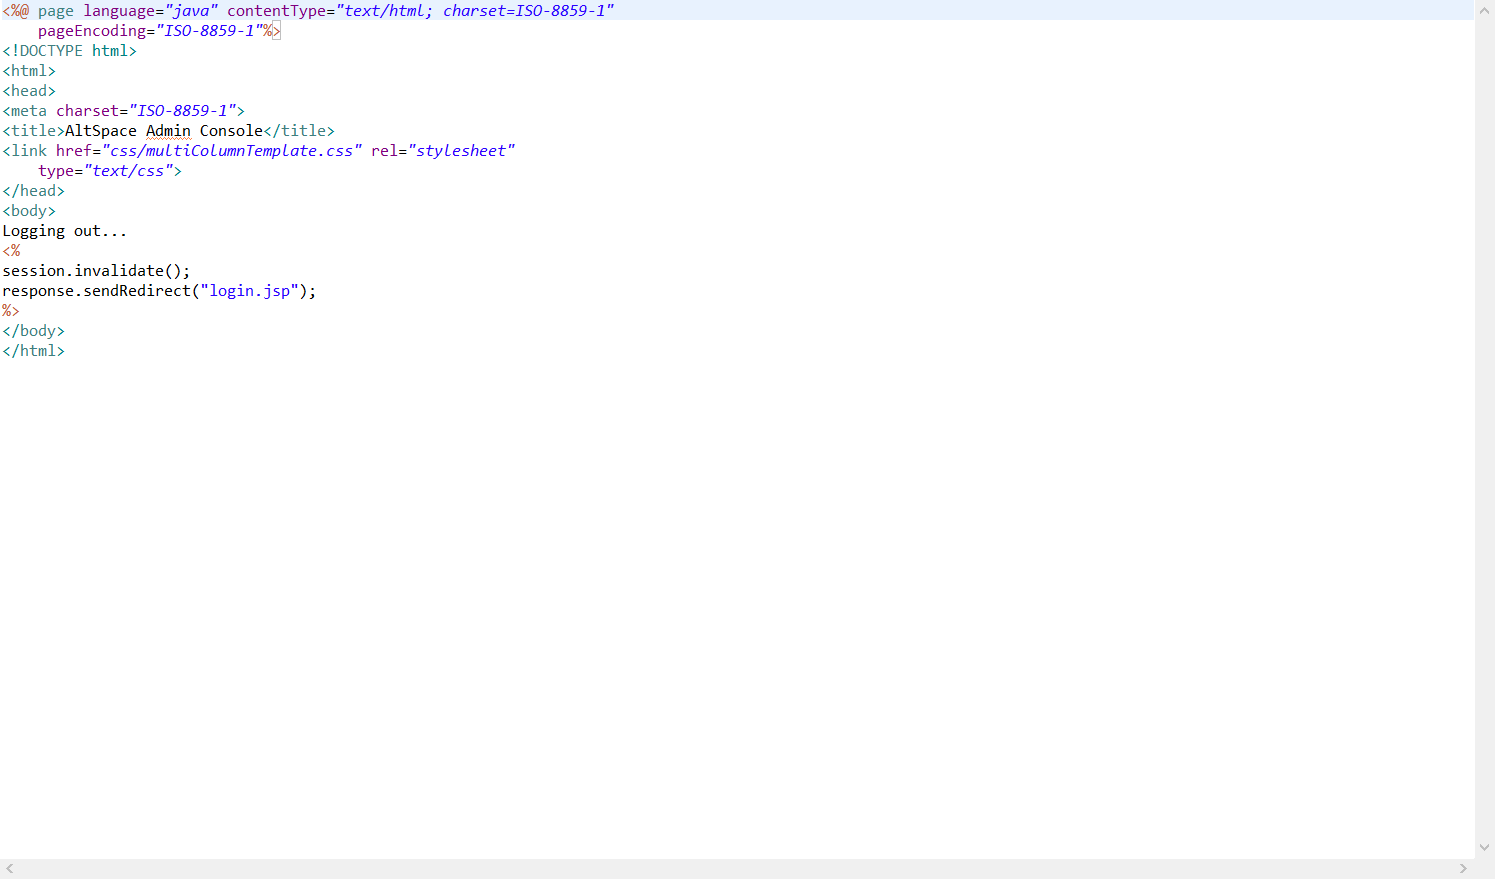 <%@ page language="java" contentType="text/html; charset=ISO-8859-1"
    pageEncoding="ISO-8859-1"%>
<!DOCTYPE html>
<html>
<head>
<meta charset="ISO-8859-1">
<title>AltSpace Admin Console</title>
<link href="css/multiColumnTemplate.css" rel="stylesheet"
    type="text/css">
</head>
<body>
Logging out...
<%
session.invalidate();
response.sendRedirect("login.jsp");
%>
</body>
</html>